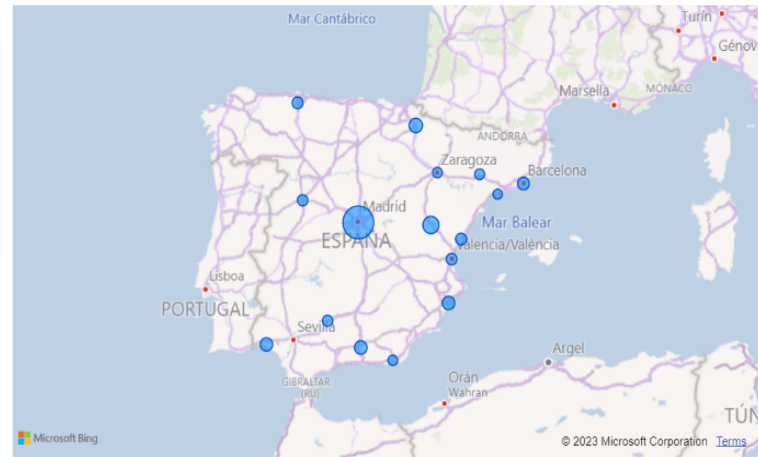 Mar Cantábrico
Turín
Génova
MÓNACO
Marsella
ANDORRA
Zaragoza
Barcelona
Madrid
Mar Balear
ESPAÑA
Valencia/València
Lisboa
PORTUGAL
Sevilla
Argel
GIBRALTAR
(RU)
Orán
Wahran
TÚN
Microsoft Bing
© 2023 Microsoft Corporation Terms